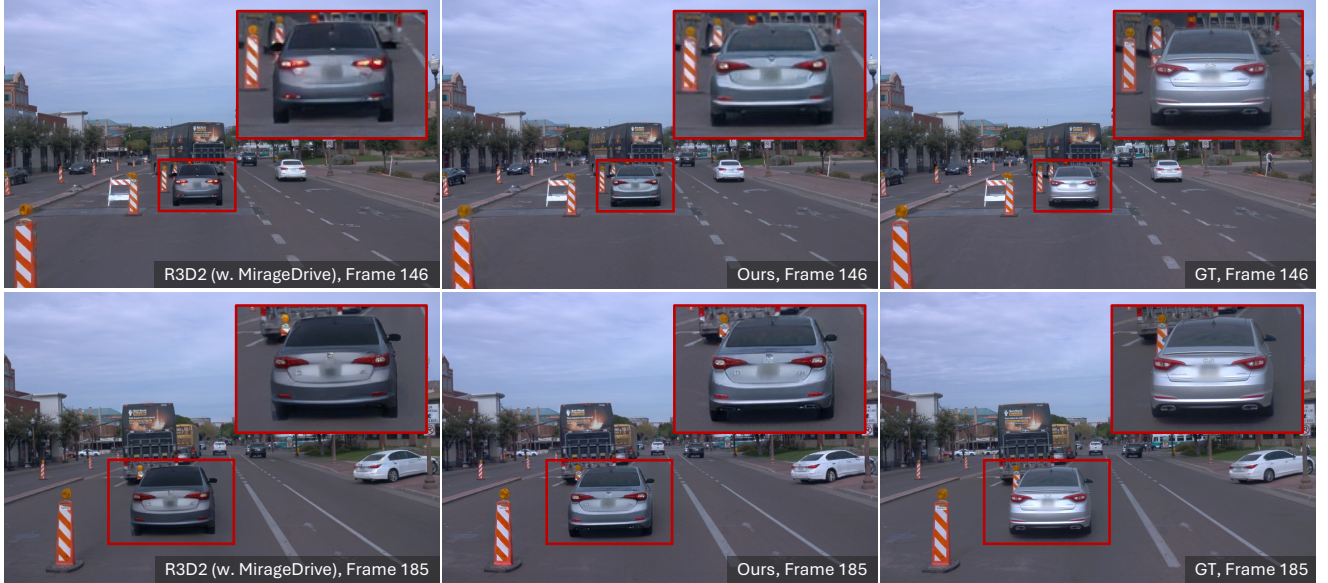 R3D2 (w. MirageDrive), Frame 146
Ours, Frame 146
GT, Frame 146
R3D2 (w. MirageDrive), Frame 185
Ours, Frame 185
GT, Frame 185